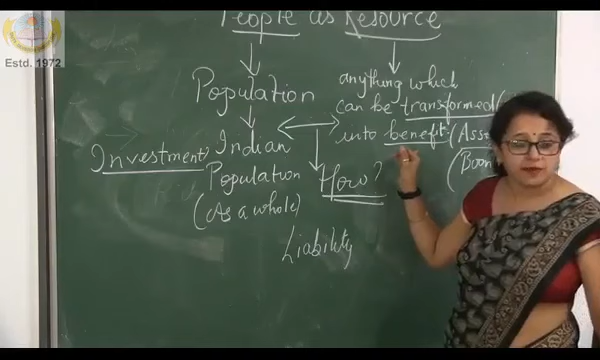 People as Resource
Population
anything which
can be transformed (
into benefit (Asse
(Boon
Investment
Indian
Population
(As a whole)
How?
Liability
Estd. 1972